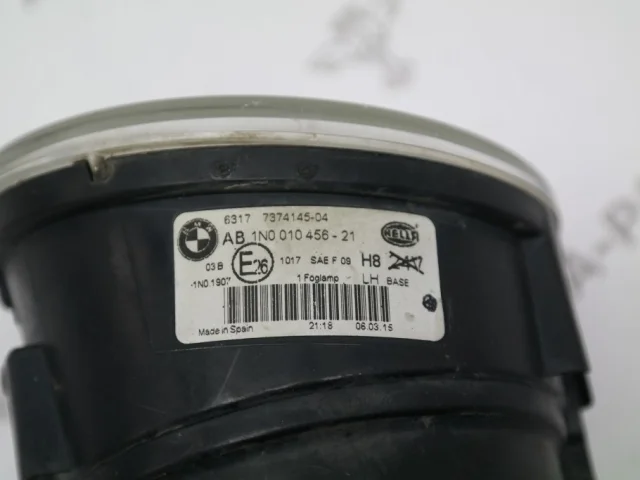 6317 7374145-04
AB 1N0 010 456-21
HELLA
03 B E26 1017 SAE F 09 H8
-1N0.1907 1 Foglamp LH BASE
Made in Spain 21:18 06.03.15